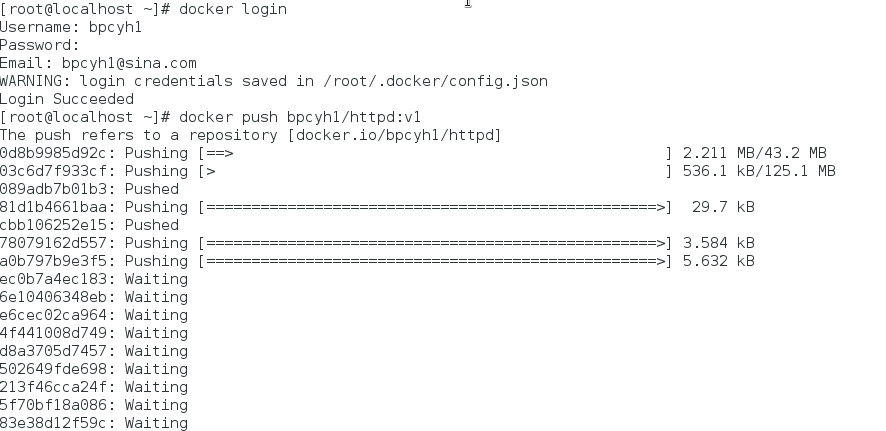 [root@localhost ~]# docker login
Username: bpcyh1
Password:
Email: bpcyh1@sina.com
WARNING: login credentials saved in /root/.docker/config.json
Login Succeeded
[root@localhost ~]# docker push bpcyh1/httpd:v1
The push refers to a repository [docker.io/bpcyh1/httpd]
0d8b9985d92c: Pushing [==>                                                ] 2.211 MB/43.2 MB
03c6d7f933cf: Pushing [>                                                  ] 536.1 kB/125.1 MB
089adb7b01b3: Pushed
81d1b4661baa: Pushing [==================================================>]  29.7 kB
cbb106252e15: Pushed
78079162d557: Pushing [==================================================>] 3.584 kB
a0b797b9e3f5: Pushing [==================================================>] 5.632 kB
ec0b7a4ec183: Waiting
6e10406348eb: Waiting
e6cec02ca964: Waiting
4f441008d749: Waiting
d8a3705d7457: Waiting
502649fde698: Waiting
213f46cca24f: Waiting
5f70bf18a086: Waiting
83e38d12f59c: Waiting